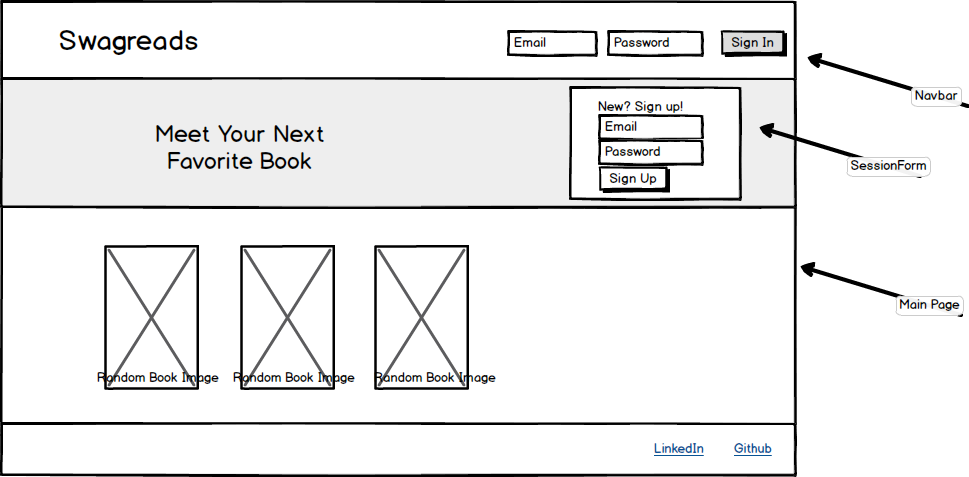 Swagreads
Email
Password
Sign In
Navbar
New? Sign up!
Email
Meet Your Next
Favorite Book
Password
Sign Up
SessionForm
Main Page
Random Book Image
Random Book Image
Random Book Image
LinkedIn
Github